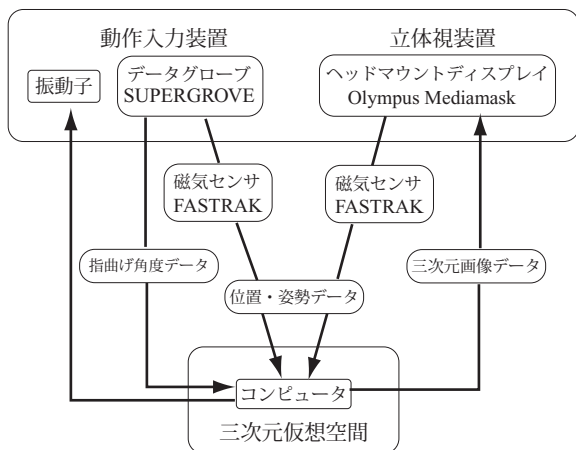 動作入力装置
立体視装置
振動子
データグローブ
SUPERGROVE
ヘッドマウントディスプレイ
Olympus Mediamask
磁気センサ
FASTRAK
磁気センサ
FASTRAK
指曲げ角度データ
位置・姿勢データ
三次元画像データ
コンピュータ
三次元仮想空間